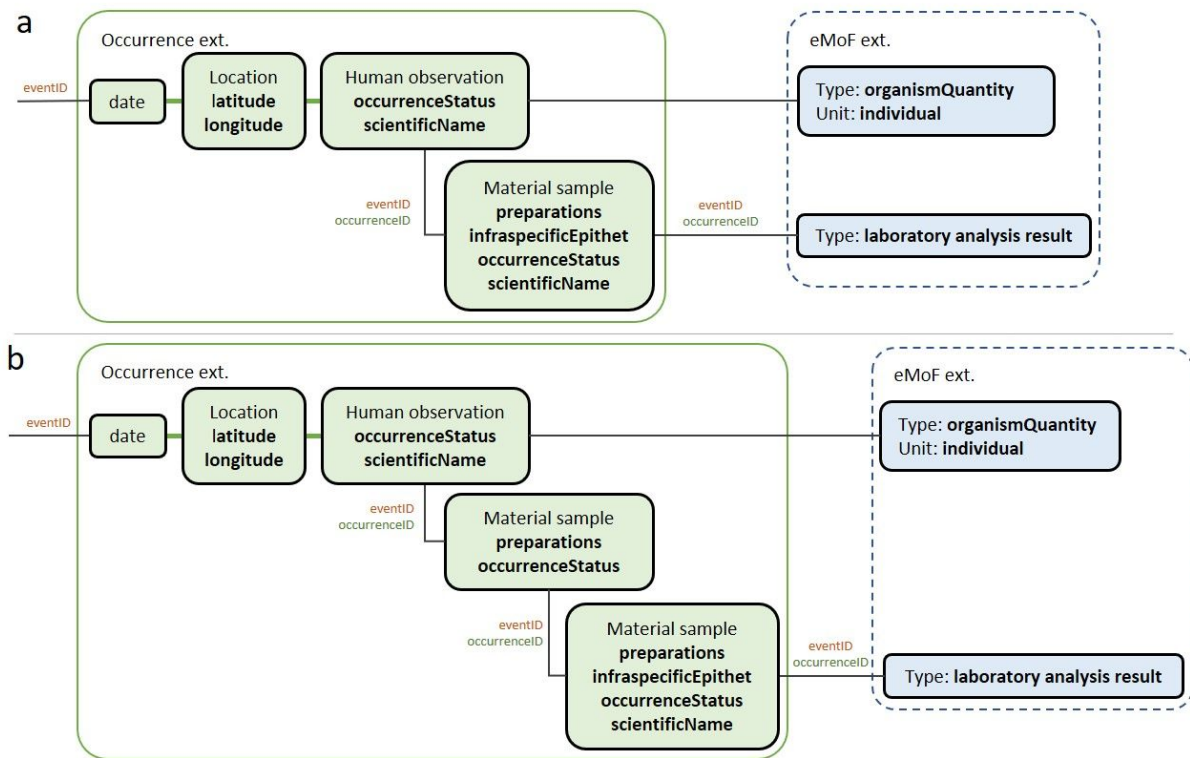 a
Occurrence ext.
eventID
date
Location
latitude
longitude
Human observation
occurrenceStatus
scientificName
eventID
occurrenceID
Material sample
preparations
infraspecificEpithet
occurrenceStatus
scientificName
eventID
occurrenceID
eMoF ext.
Type: organismQuantity
Unit: individual
Type: laboratory analysis result
b
Occurrence ext.
eventID
date
Location
latitude
longitude
Human observation
occurrenceStatus
scientificName
eventID
occurrenceID
Material sample
preparations
occurrenceStatus
eventID
occurrenceID
Material sample
preparations
infraspecificEpithet
occurrenceStatus
scientificName
eventID
occurrenceID
eMoF ext.
Type: organismQuantity
Unit: individual
Type: laboratory analysis result